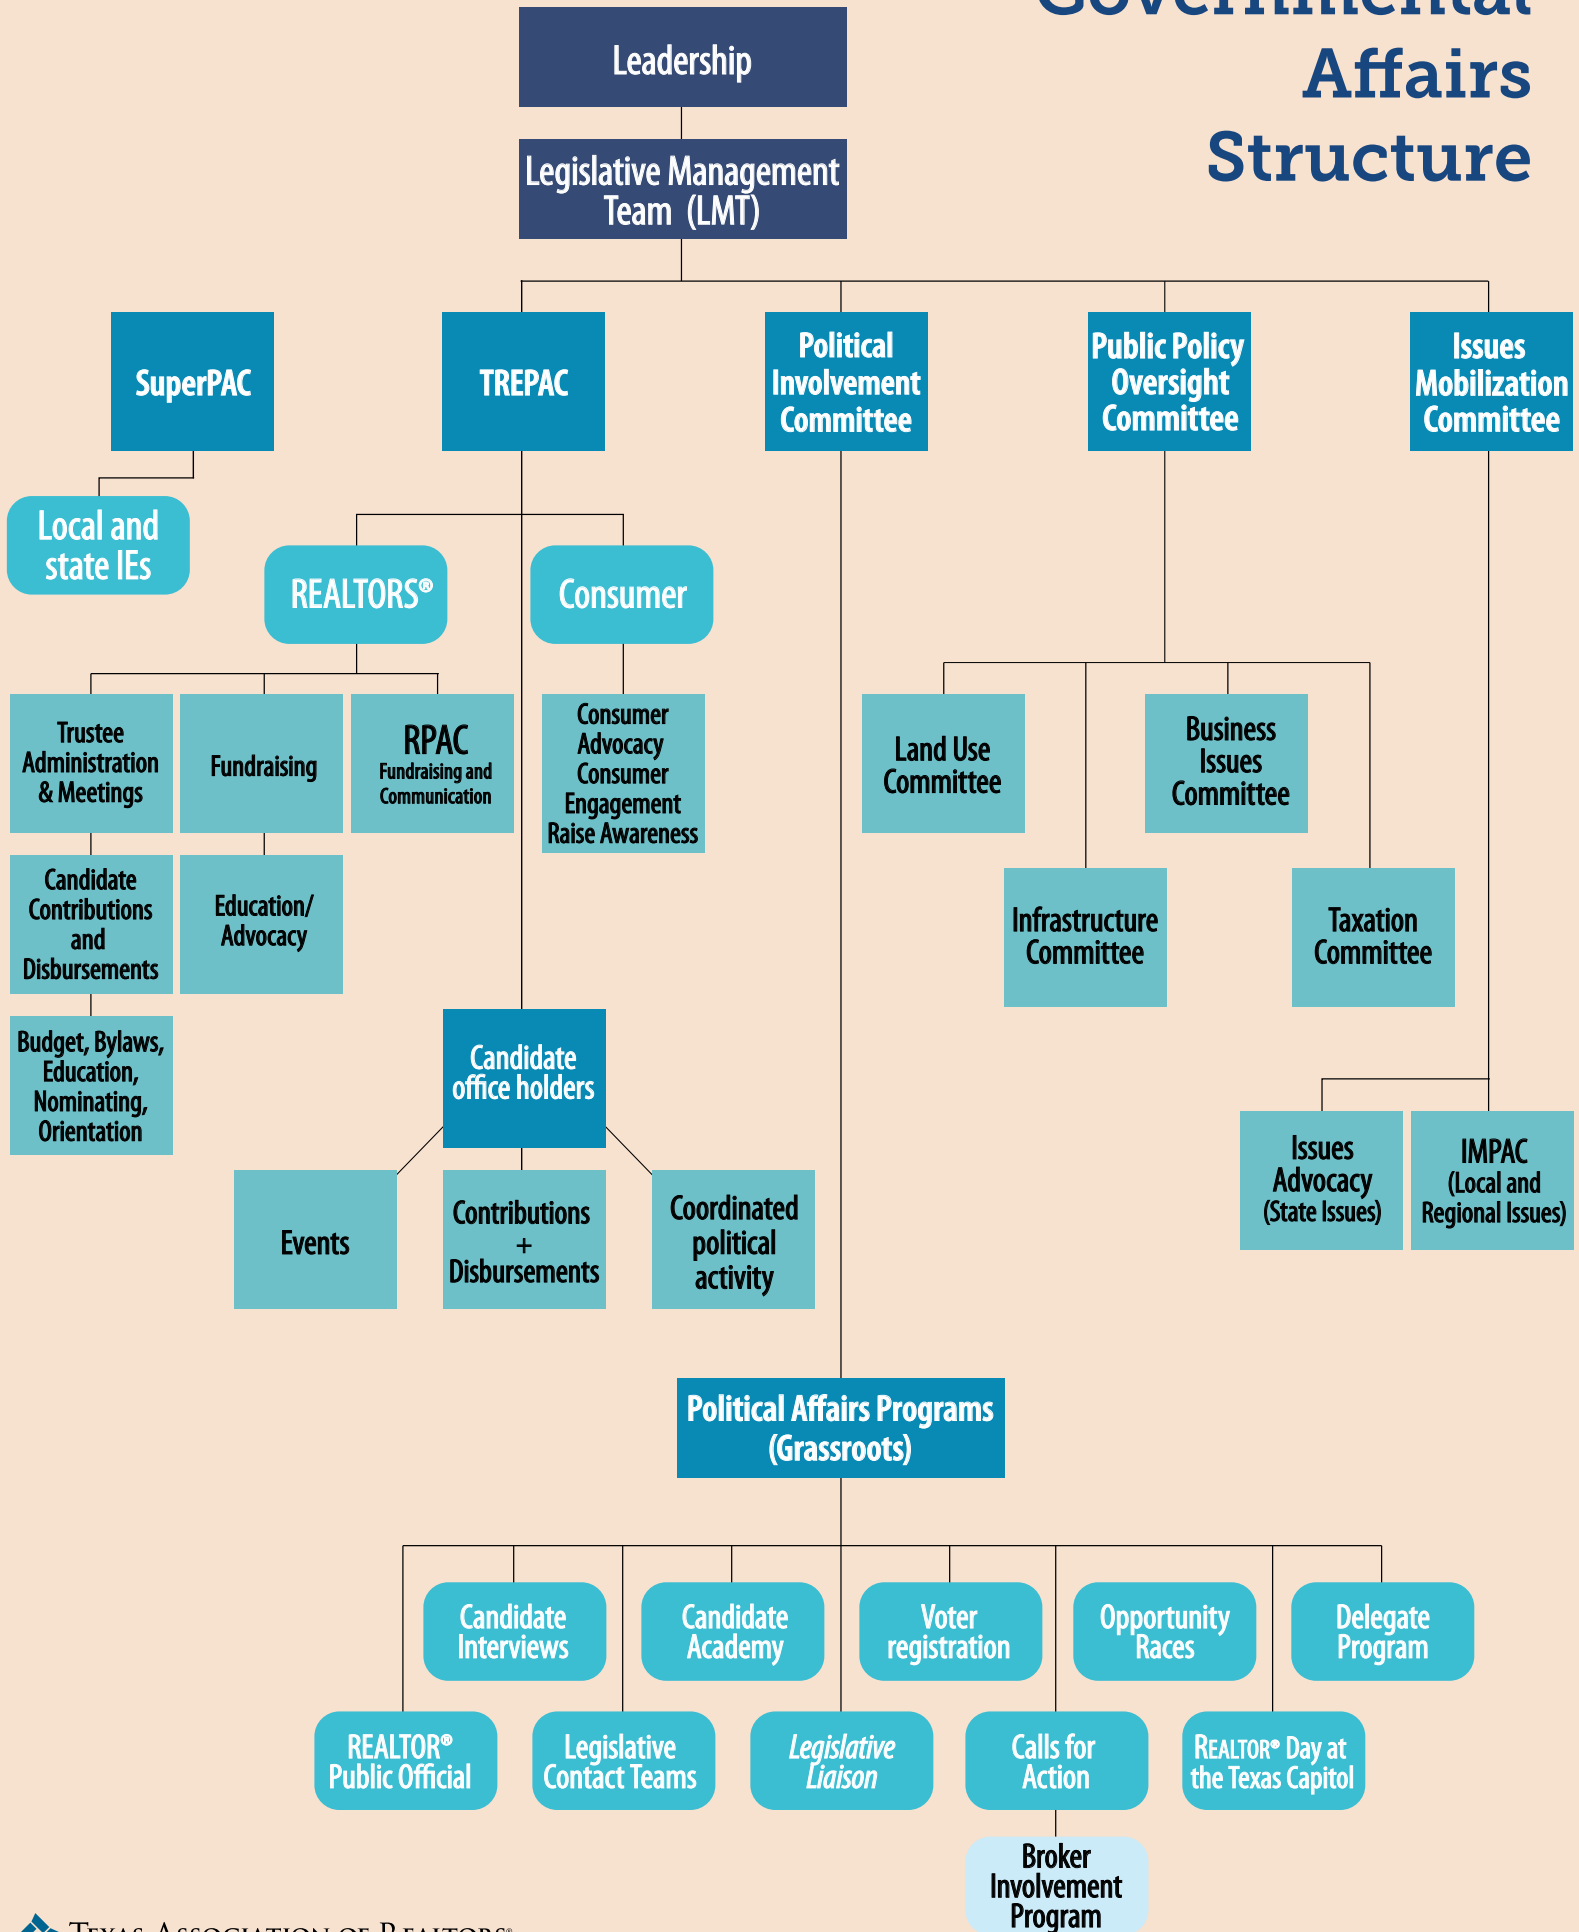 Governmental
Affairs
Structure
Leadership
Legislative Management
Team (LMT)
SuperPAC
TREPAC
Political
Involvement
Committee
Public Policy
Oversight
Committee
Issues
Mobilization
Committee
Local and
state IEs
REALTORS®
Consumer
Trustee
Administration
& Meetings
Fundraising
RPAC
Fundraising and
Communication
Consumer
Advocacy
Consumer
Engagement
Raise Awareness
Land Use
Committee
Business
Issues
Committee
Candidate
Contributions
and
Disbursements
Education/
Advocacy
Infrastructure
Committee
Taxation
Committee
Budget, Bylaws,
Education,
Nominating,
Orientation
Candidate
office holders
Issues
Advocacy
(State Issues)
IMPAC
(Local and
Regional Issues)
Events
Contributions
+
Disbursements
Coordinated
political
activity
Political Affairs Programs
(Grassroots)
Candidate
Interviews
Candidate
Academy
Voter
registration
Opportunity
Races
Delegate
Program
REALTOR®
Public Official
Legislative
Contact Teams
Legislative
Liaison
Calls for
Action
REALTOR® Day at
the Texas Capitol
Broker
Involvement
Program
TEXAS ASSOCIATION OF REALTORS®